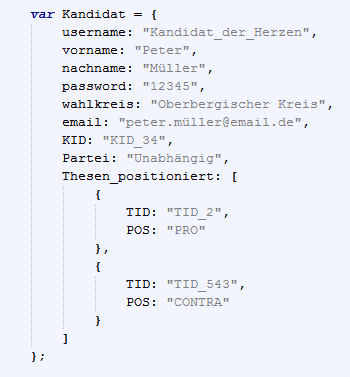 var Kandidat = {
username: "Kandidat_der_Herzen",
vorname: "Peter",
nachname: "Müller",
password: "12345",
wahlkreis: "Oberbergischer Kreis",
email: "peter.müller@email.de",
KID: "KID_34",
Partei: "Unabhängig",
Thesen_positioniert: [
{
TID: "TID_2",
POS: "PRO"
},
{
TID: "TID_543",
POS: "CONTRA"
}
]
};